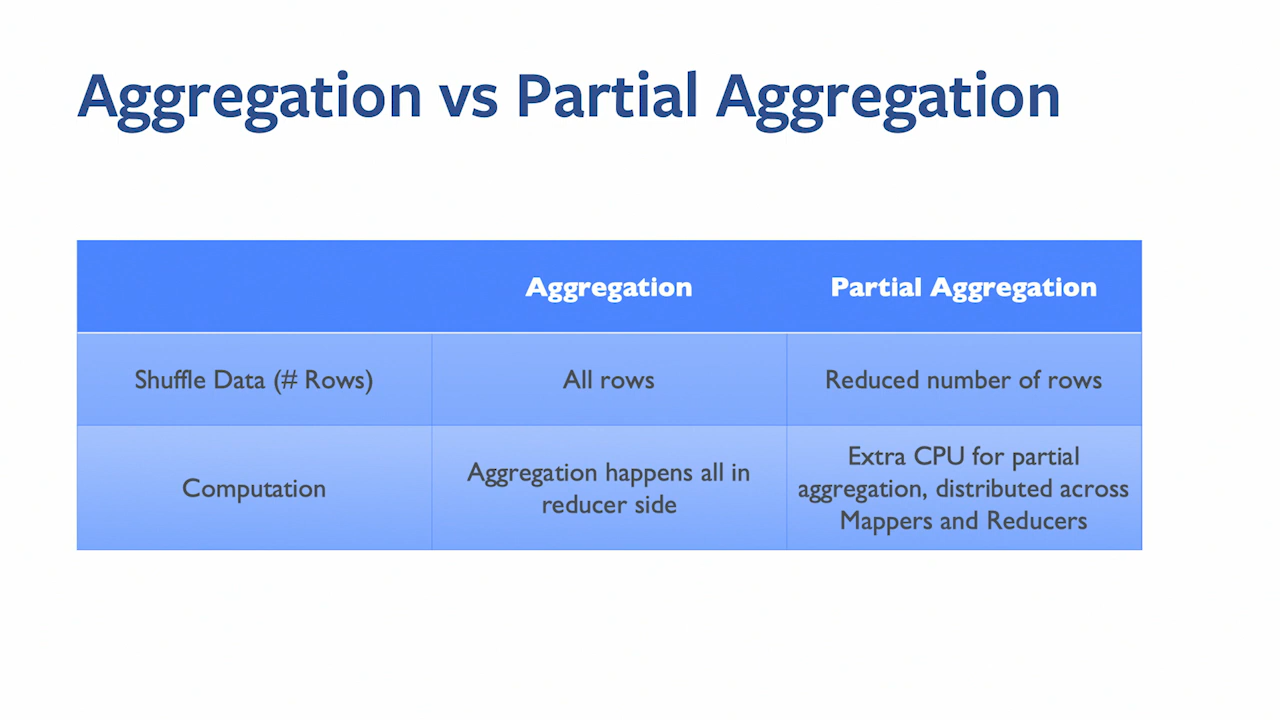 Aggregation vs Partial Aggregation
Aggregation
Partial Aggregation
Shuffle Data (# Rows)
All rows
Reduced number of rows
Computation
Aggregation happens all in
reducer side
Extra CPU for partial
aggregation, distributed across
Mappers and Reducers